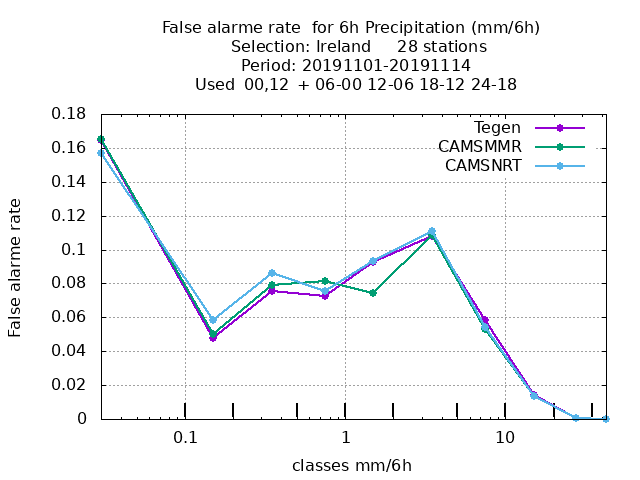 False alarme rate  for 6h Precipitation (mm/6h)
Selection: Ireland     28 stations
Period: 20191101-20191114
Used  00,12  + 06-00 12-06 18-12 24-18
Tegen
CAMSMMR
CAMSNRT
0.18
0.16
0.14
0.12
0.1
0.08
0.06
0.04
0.02
0
False alarme rate
0.1 1 10
classes mm/6h